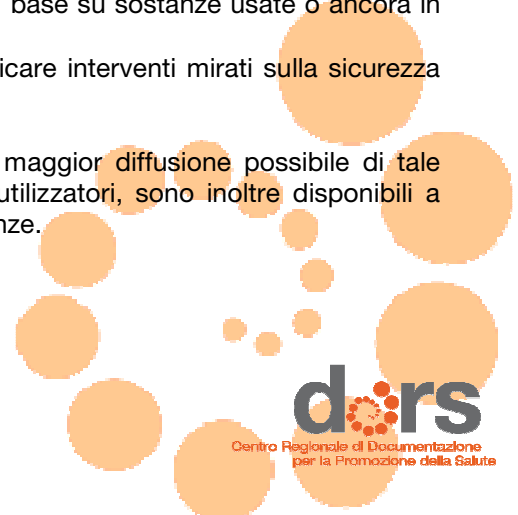 base su sostanze usate o ancora in
icare interventi mirati sulla sicurezza
maggior diffusione possibile di tale
utilizzatori, sono inoltre disponibili a
nze.
dors
Centro Regionale di Documentazione
per la Promozione della Salute